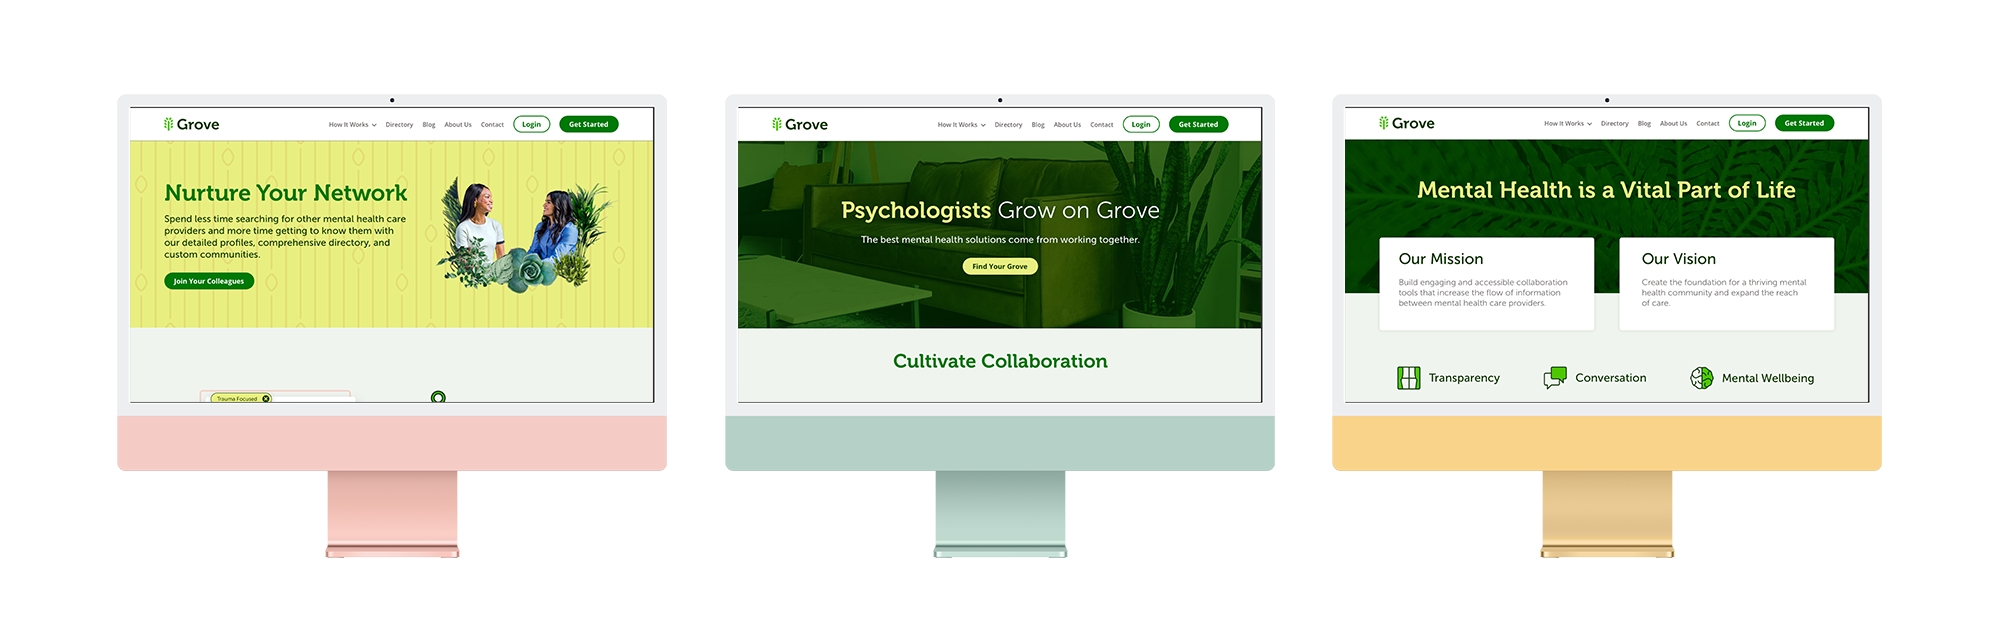 Grove
How It Works Directory Blog About Us Contact Login Get Started
Nurture Your Network
Spend less time searching for other mental health care
providers and more time getting to know them with
our detailed profiles, comprehensive directory, and
custom communities.
Join Your Colleagues
Trauma Focused
Grove
How It Works Directory Blog About Us Contact Login Get Started
Psychologists Grow on Grove
The best mental health solutions come from working together.
Find Your Grove
Cultivate Collaboration
Grove
How It Works Directory Blog About Us Contact Login Get Started
Mental Health is a Vital Part of Life
Our Mission
Build engaging and accessible collaboration
tools that increase the flow of information
between mental health care providers.
Our Vision
Create the foundation for a thriving mental
health community and expand the reach
of care.
Transparency
Conversation
Mental Wellbeing